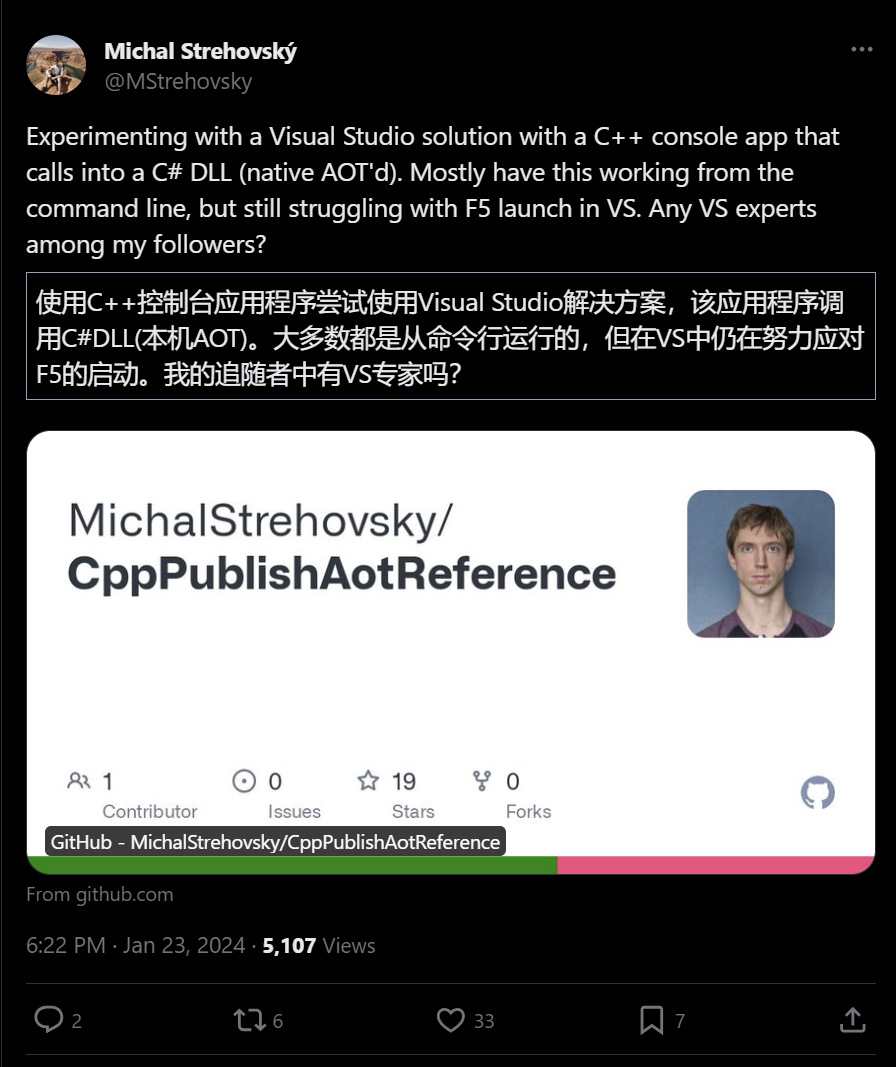 Michal Strehovský
@MStrehovsky
Experimenting with a Visual Studio solution with a C++ console app that
calls into a C# DLL (native AOT'd). Mostly have this working from the
command line, but still struggling with F5 launch in VS. Any VS experts
among my followers?
使用C++控制台应用程序尝试使用Visual Studio解决方案，该应用程序调
用C#DLL(本机AOT)。大多数都是从命令行运行的，但在VS中仍在努力应对
F5的启动。我的追随者中有VS专家吗？
MichalStrehovsky/
CppPublishAotReference
1
Contributor
0
Issues
19
Stars
0
Forks
GitHub - MichalStrehovsky/CppPublishAotReference
From github.com
6:22 PM · Jan 23, 2024 · 5,107 Views
2 6 33 7